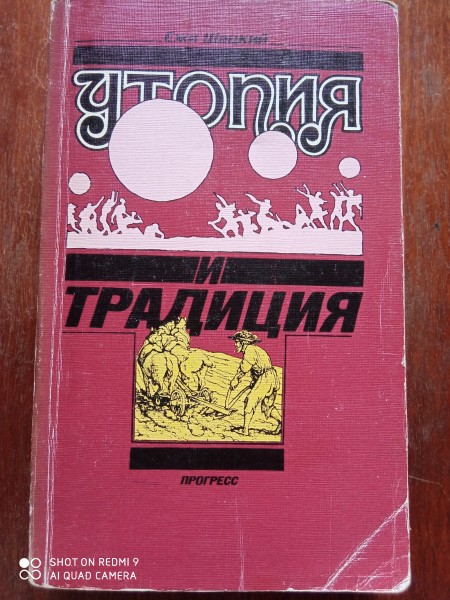 Ежи Шацкий
УТОПИЯ
И
ТРАДИЦИЯ
ПРОГРЕСС
SHOT ON REDMI 9
AI QUAD CAMERA